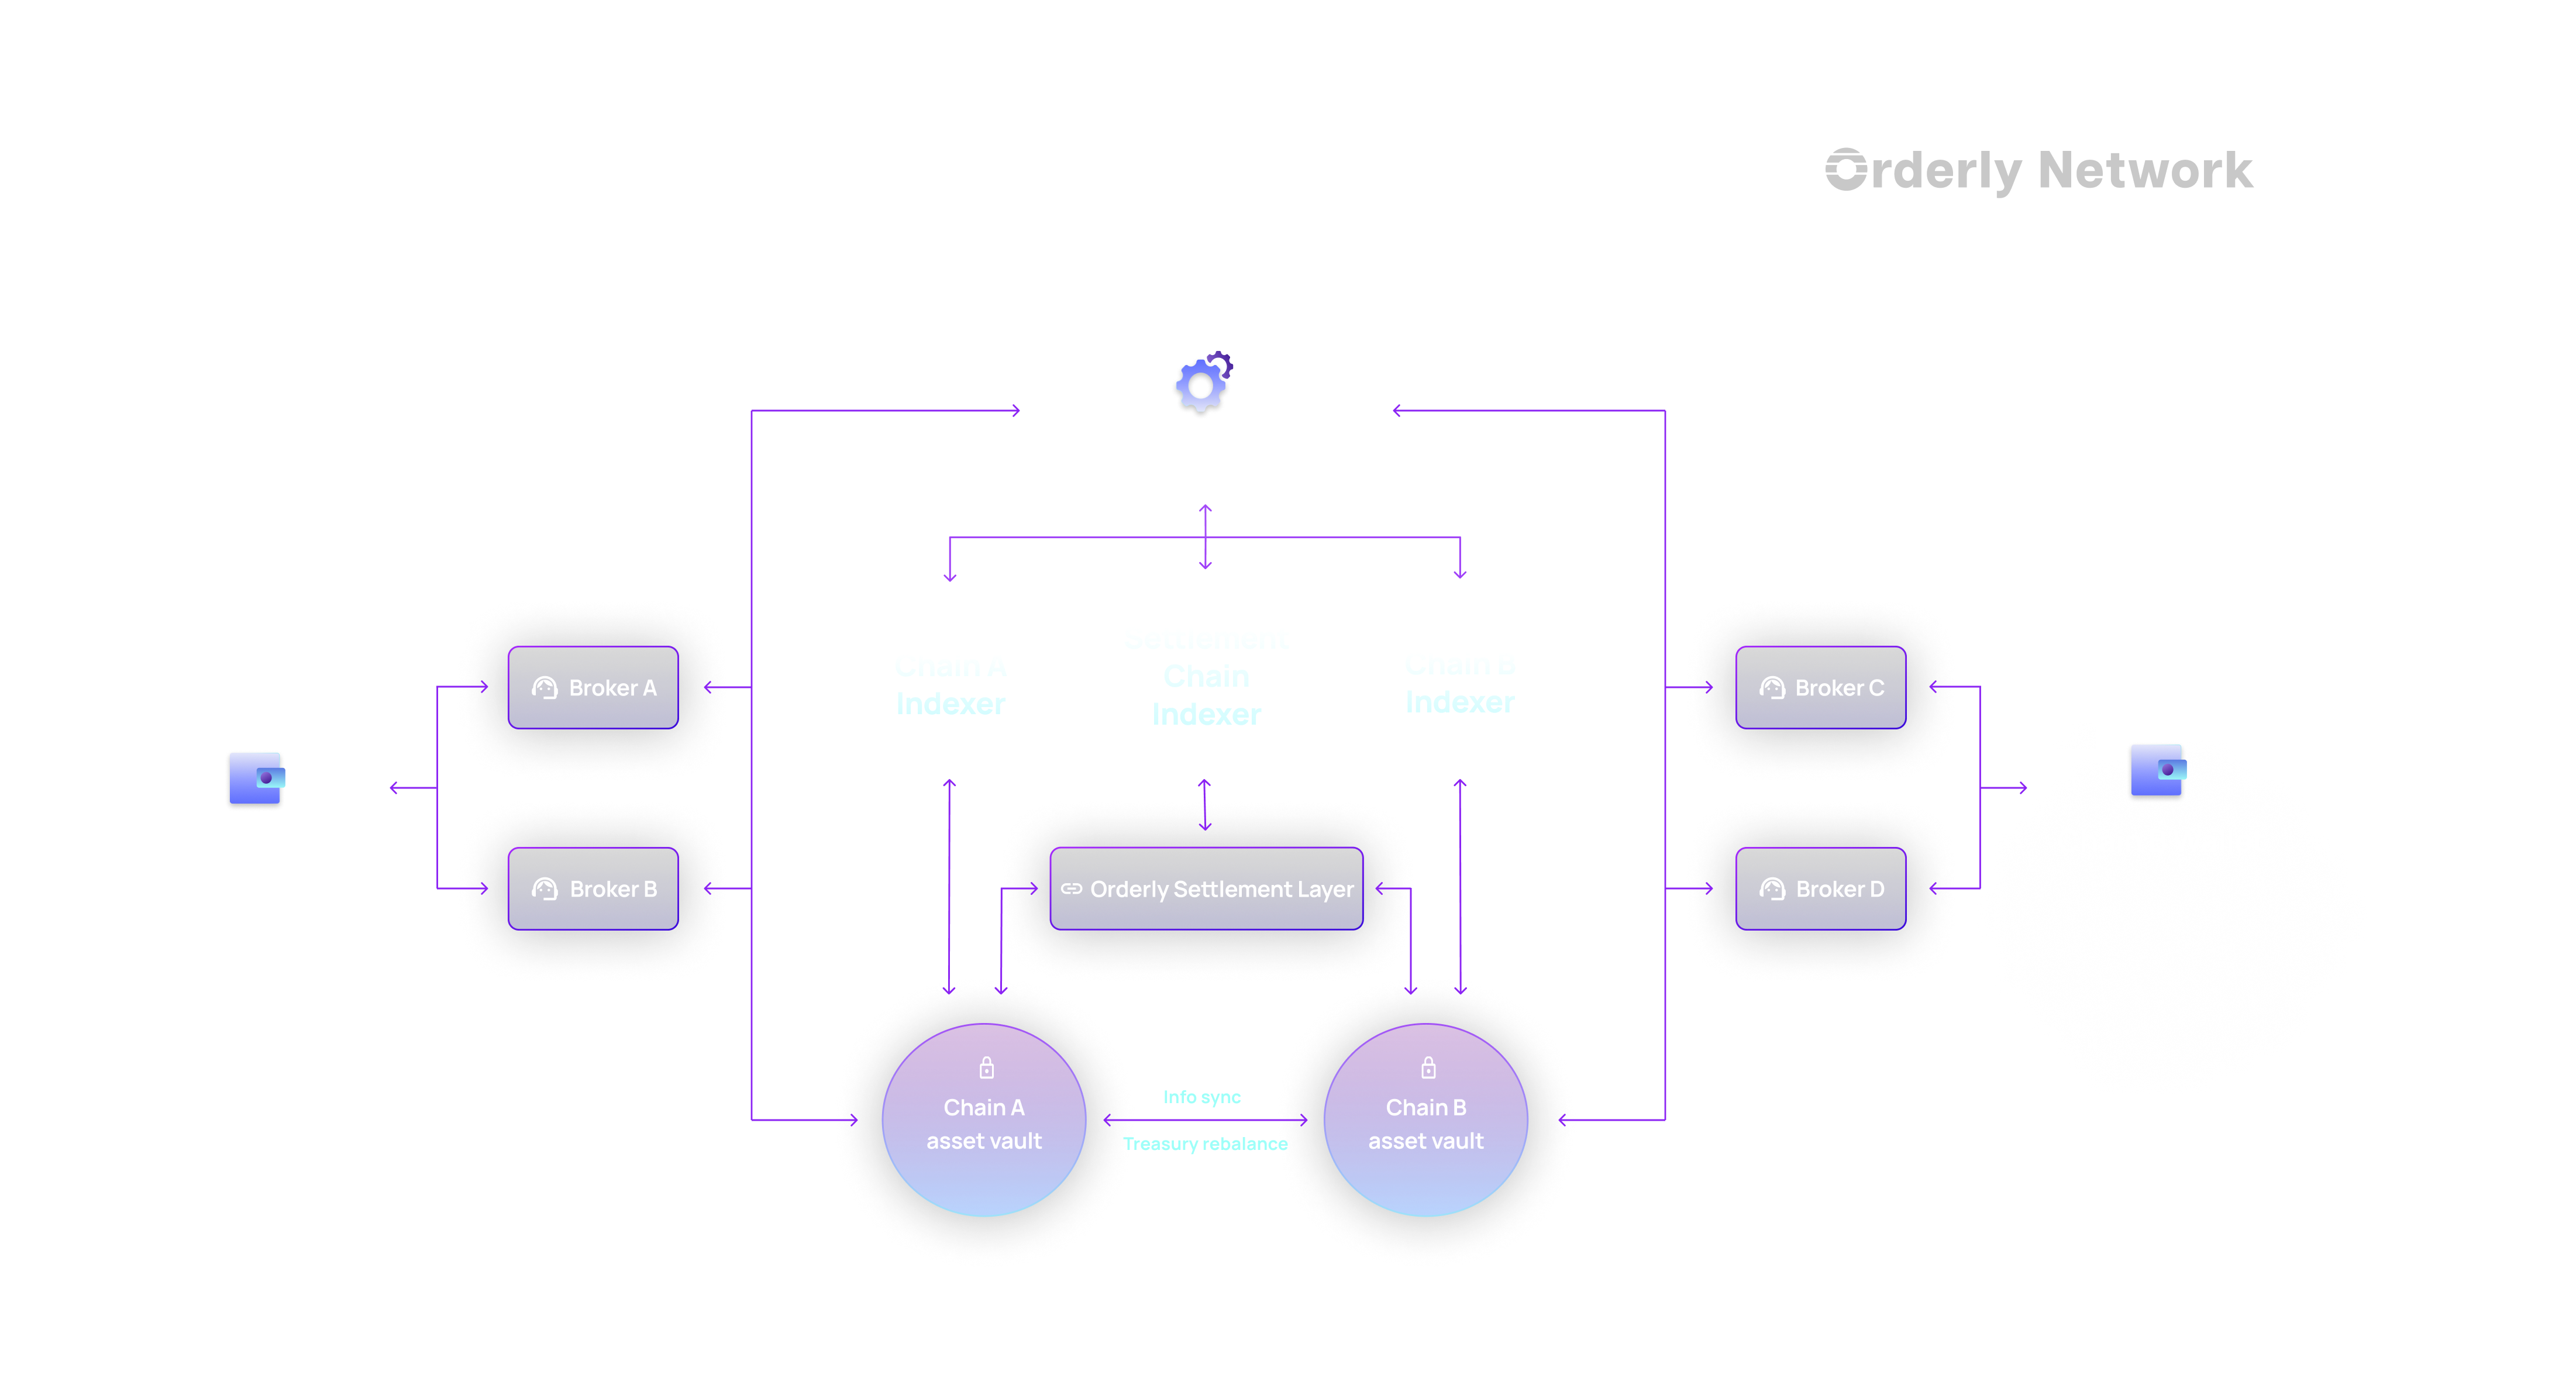 Orderly Network
Settlement
Chain A
Indexer
Chain
Indexer
Chain B
Indexer
Broker A
Broker C
Broker B
Orderly Settlement Layer
Broker D
Chain A
asset vault
Info sync
Treasury rebalance
Chain B
asset vault